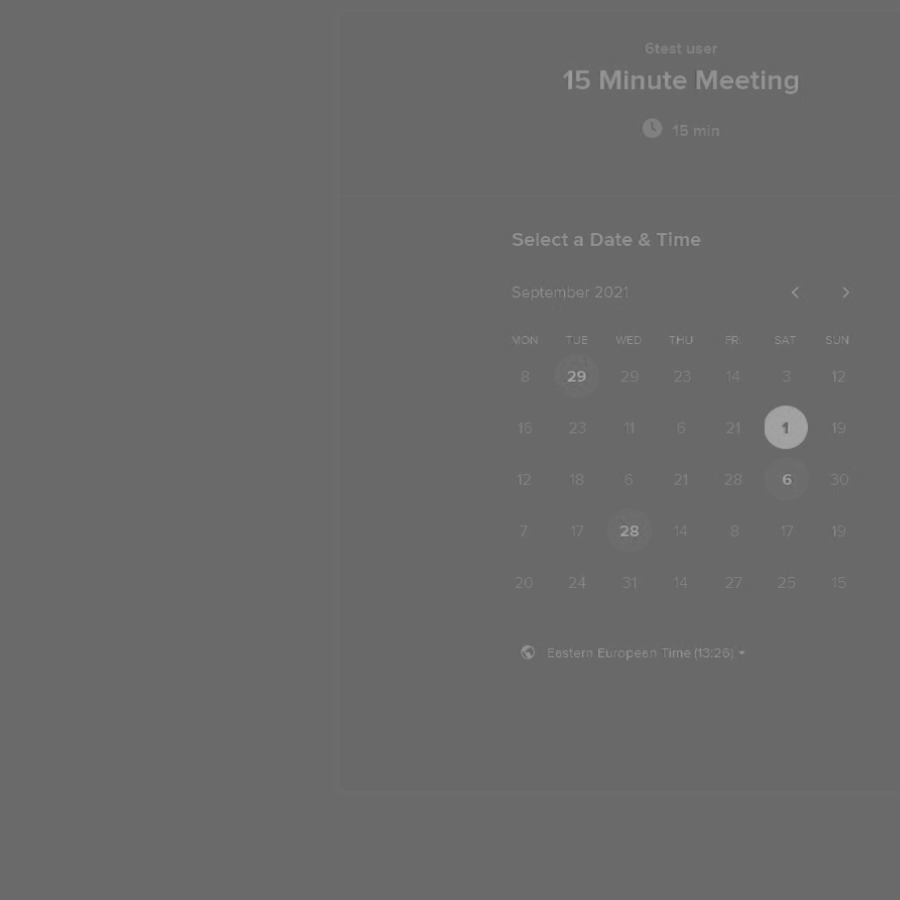 6test user
15 Minute Meeting
15 min
Select a Date & Time
September 2021
MON TUE WED THU FRI SAT SUN
8 29 29 23 14 3 12
16 23 11 6 21 1 19
12 18 6 21 28 6 30
7 17 28 14 8 17 19
20 24 31 14 27 25 15
Eastern European Time (13:26)